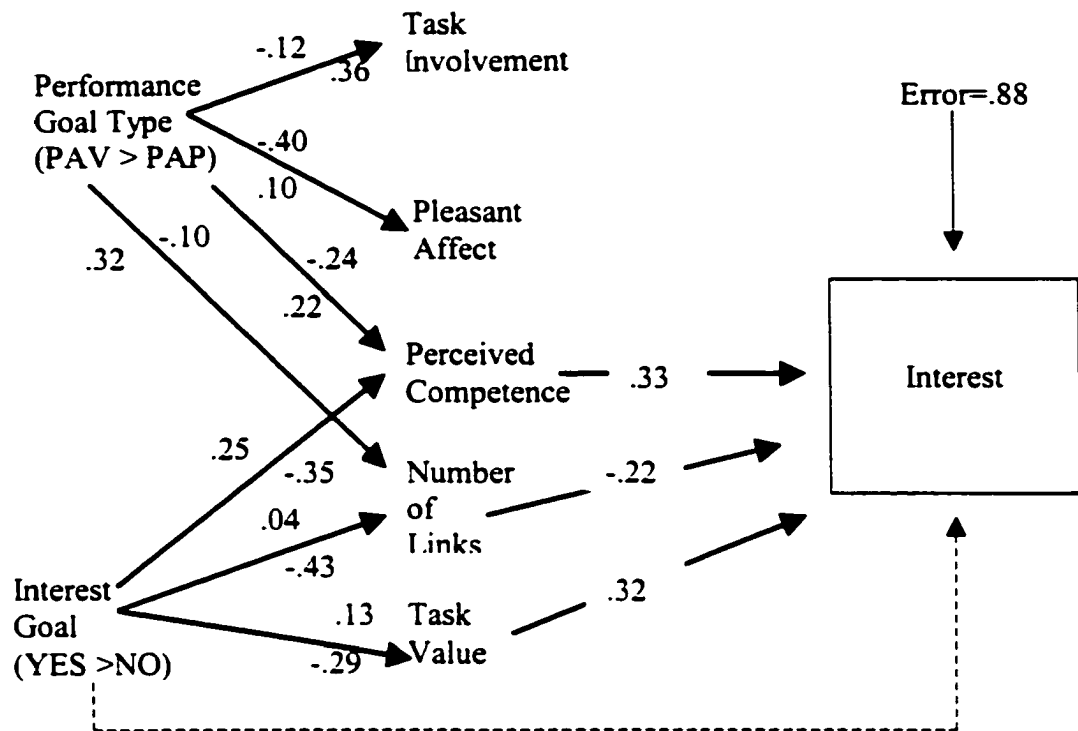 Task
Involvement
-.12
.36
Performance
Goal Type
(PAV > PAP)
Error=.88
-.40
.10
Pleasant
Affect
-.10
.32
-.24
.22
Perceived
Competence
.33
Interest
.25
-.35
Number
of
Links
-.22
.04
-.43
Interest
Goal
(YES >NO)
.13
-.29
Task
Value
.32